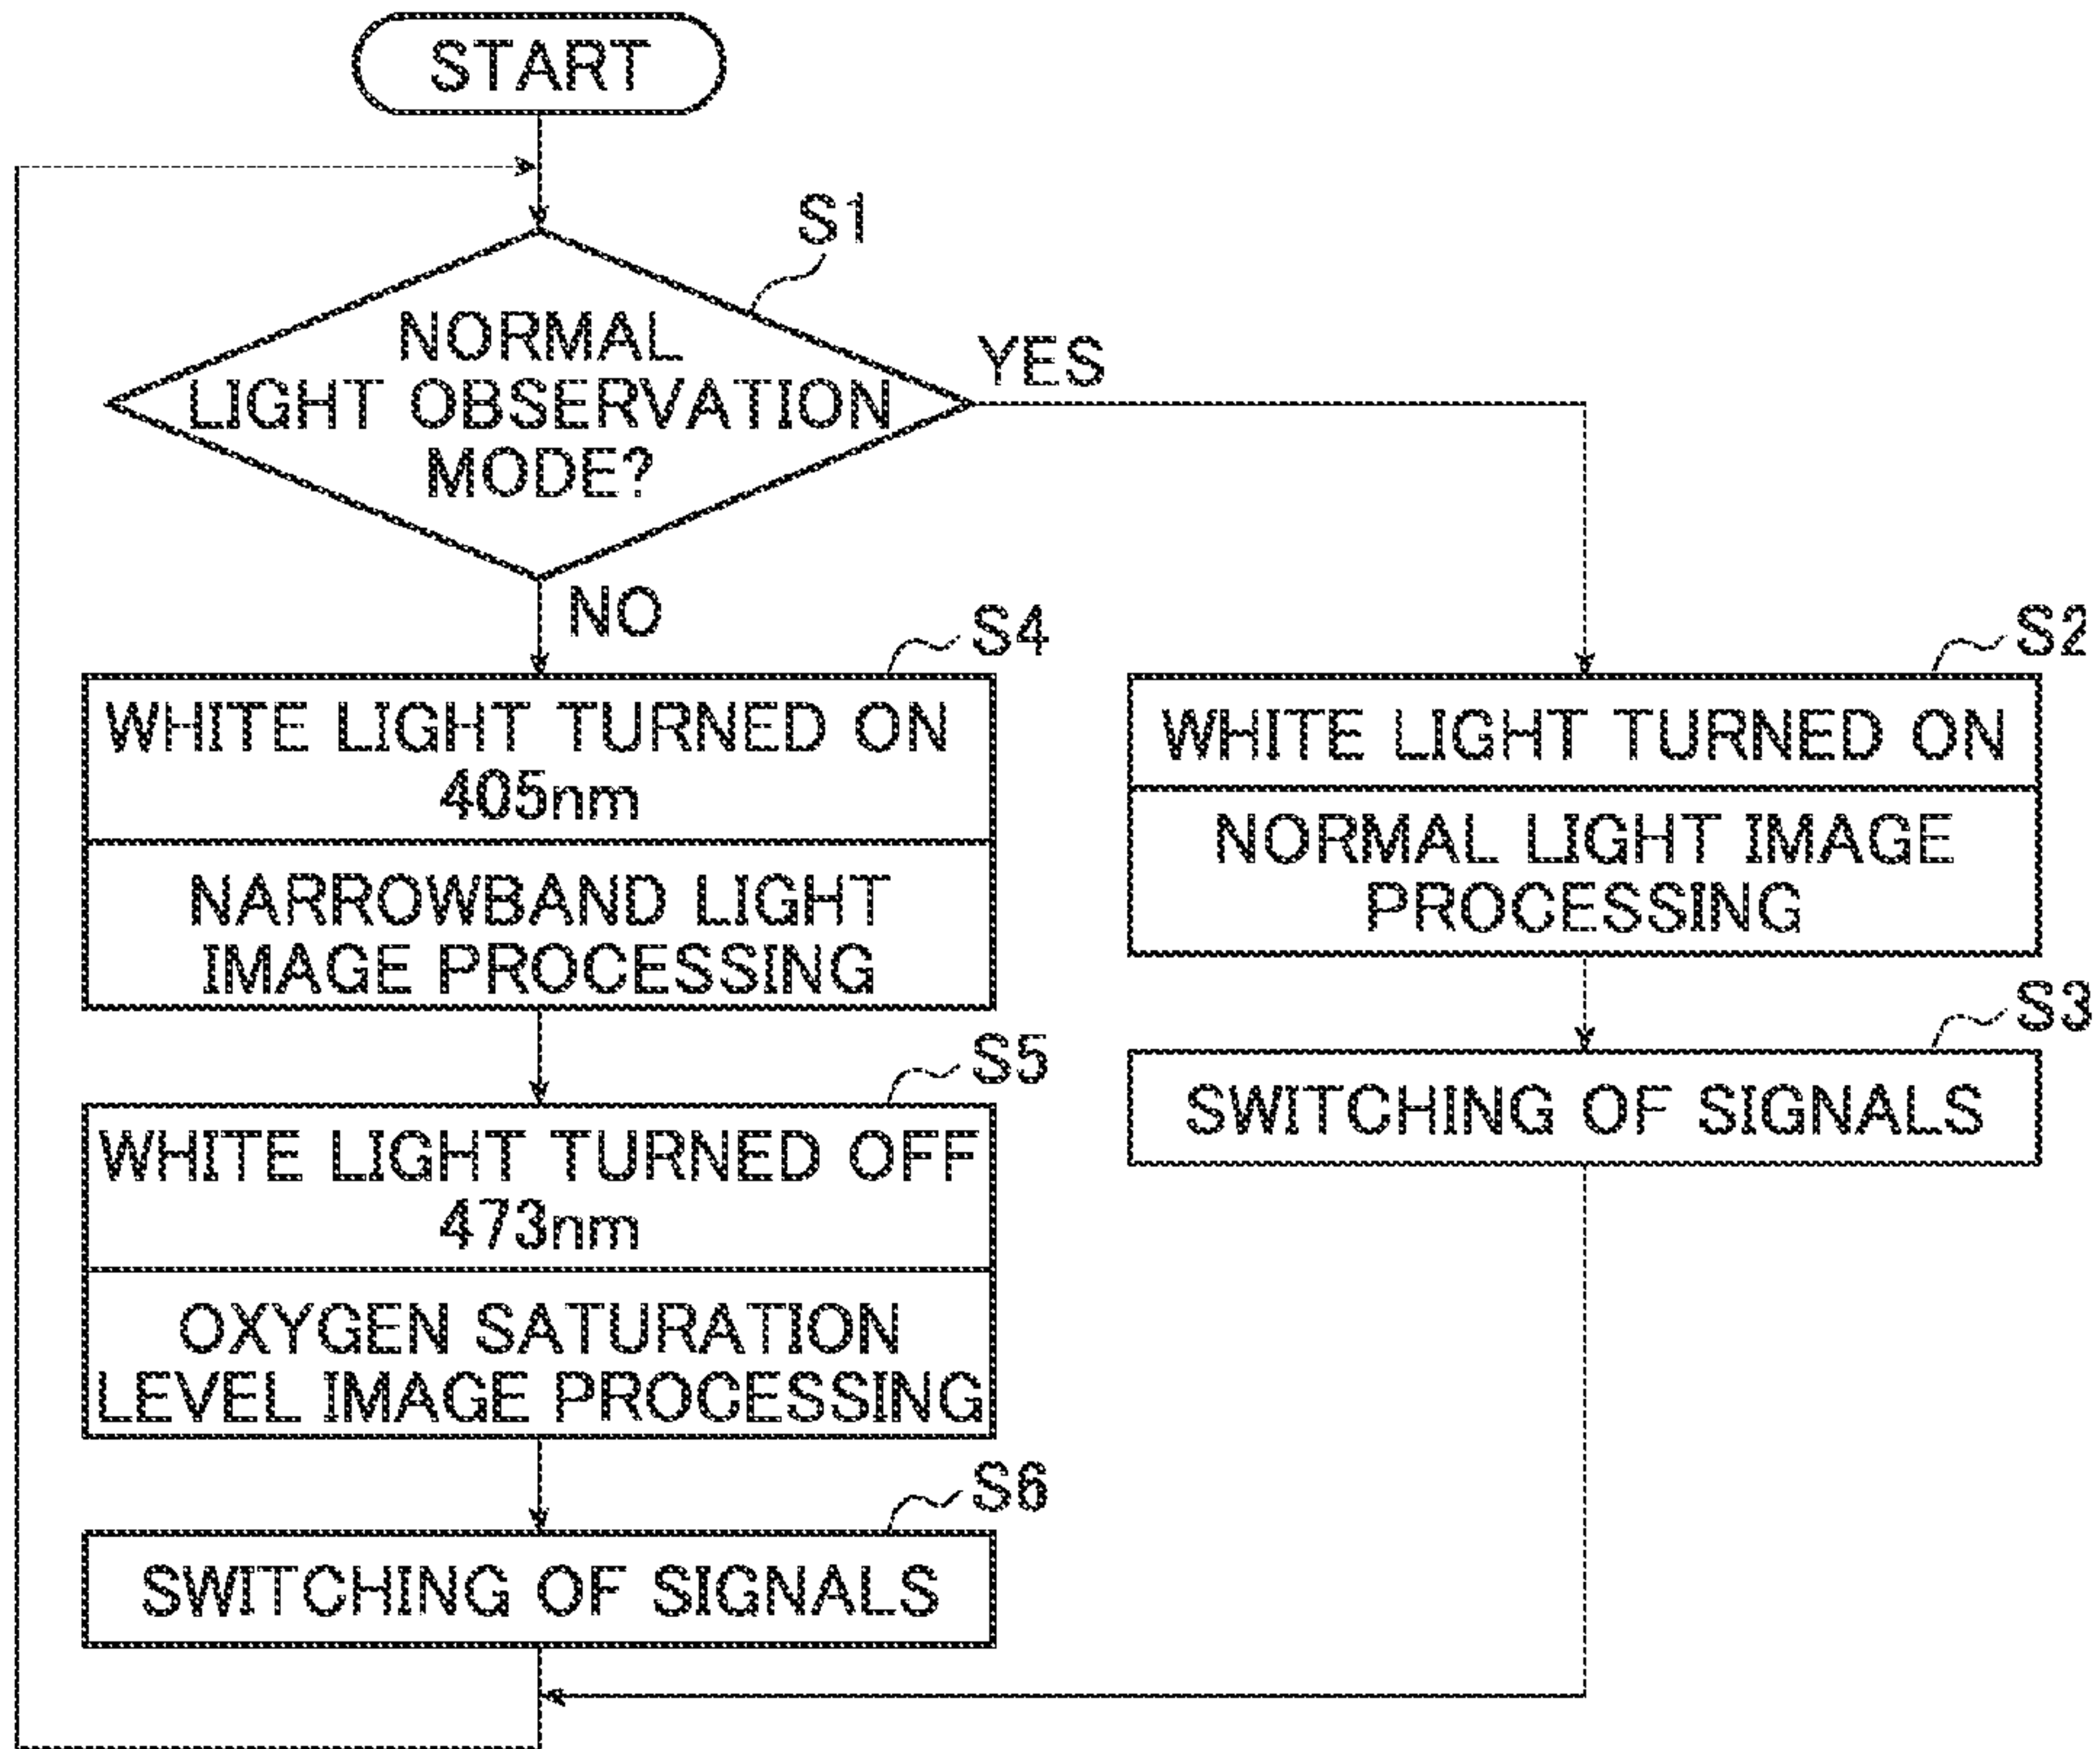 START
S1
NORMAL
LIGHT OBSERVATION
MODE?
YES
NO
S4
WHITE LIGHT TURNED ON
405nm
NARROWBAND LIGHT
IMAGE PROCESSING
S2
WHITE LIGHT TURNED ON
NORMAL LIGHT IMAGE
PROCESSING
S3
SWITCHING OF SIGNALS
S5
WHITE LIGHT TURNED OFF
473nm
OXYGEN SATURATION
LEVEL IMAGE PROCESSING
S6
SWITCHING OF SIGNALS